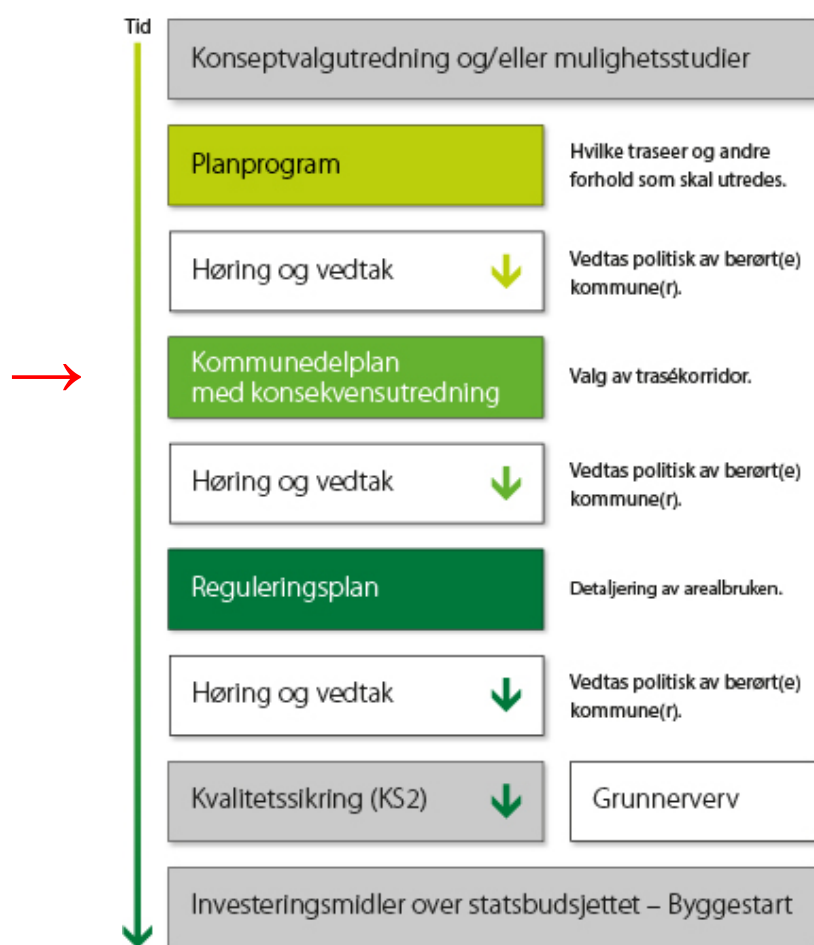 Tid
Konseptvalgutredning og/eller mulighetsstudier
Planprogram
Hvilke traseer og andre
forhold som skal utredes.
Høring og vedtak
Vedtas politisk av berørt(e)
kommune(r).
Kommunedelplan
med konsekvensutredning
Valg av trasékorridor.
Høring og vedtak
Vedtas politisk av berørt(e)
kommune(r).
Reguleringsplan
Detaljering av arealbruken.
Høring og vedtak
Vedtas politisk av berørt(e)
kommune(r).
Kvalitetssikring (KS2)
Grunnerverv
Investeringsmidler over statsbudsjettet – Byggestart